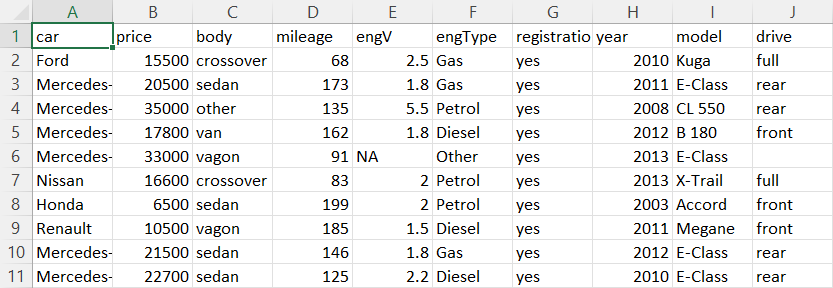 A B C D E F G H I J
1 car price body mileage engV engType registratio year model drive
2 Ford 15500 crossover 68 2.5 Gas yes 2010 Kuga full
3 Mercedes- 20500 sedan 173 1.8 Gas yes 2011 E-Class rear
4 Mercedes- 35000 other 135 5.5 Petrol yes 2008 CL 550 rear
5 Mercedes- 17800 van 162 1.8 Diesel yes 2012 B 180 front
6 Mercedes- 33000 vagon 91 NA Other yes 2013 E-Class
7 Nissan 16600 crossover 83 2 Petrol yes 2013 X-Trail full
8 Honda 6500 sedan 199 2 Petrol yes 2003 Accord front
9 Renault 10500 vagon 185 1.5 Diesel yes 2011 Megane front
10 Mercedes- 21500 sedan 146 1.8 Gas yes 2012 E-Class rear
11 Mercedes- 22700 sedan 125 2.2 Diesel yes 2010 E-Class rear